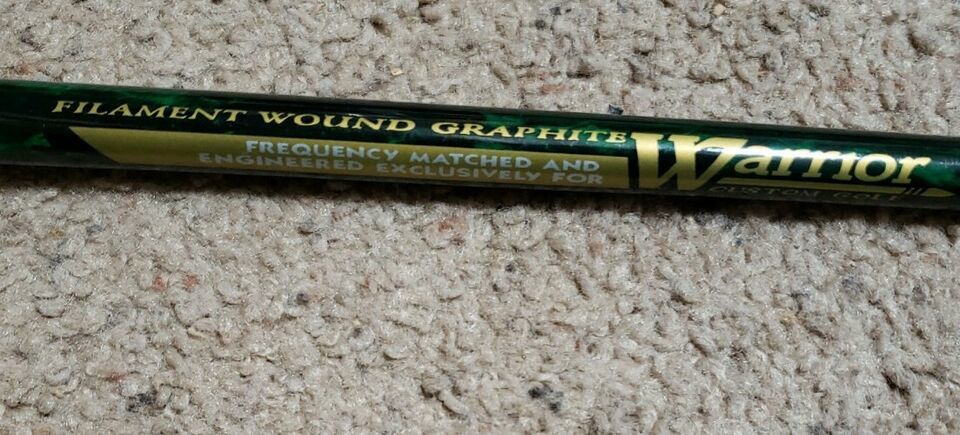 FILAMENT WOUND GRAPHITE
FREQUENCY MATCHED AND
ENGINEERED EXCLUSIVELY FOR
Warrior
CUSTOM GOLF